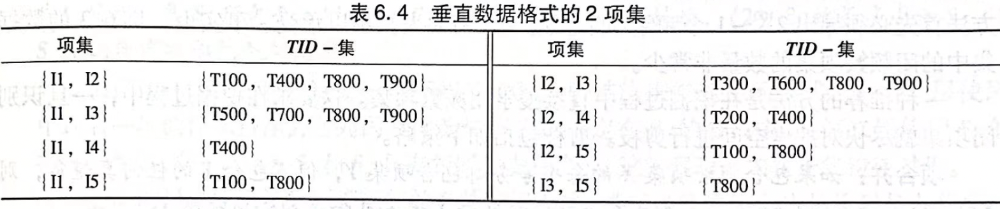 表6.4 垂直数据格式的2项集
项集 TID-集 项集 TID-集
{I1, I2} {T100, T400, T800, T900} {I2, I3} {T300, T600, T800, T900}
{I1, I3} {T500, T700, T800, T900} {I2, I4} {T200, T400}
{I1, I4} {T400} {I2, I5} {T100, T800}
{I1, I5} {T100, T800} {I3, I5} {T800}